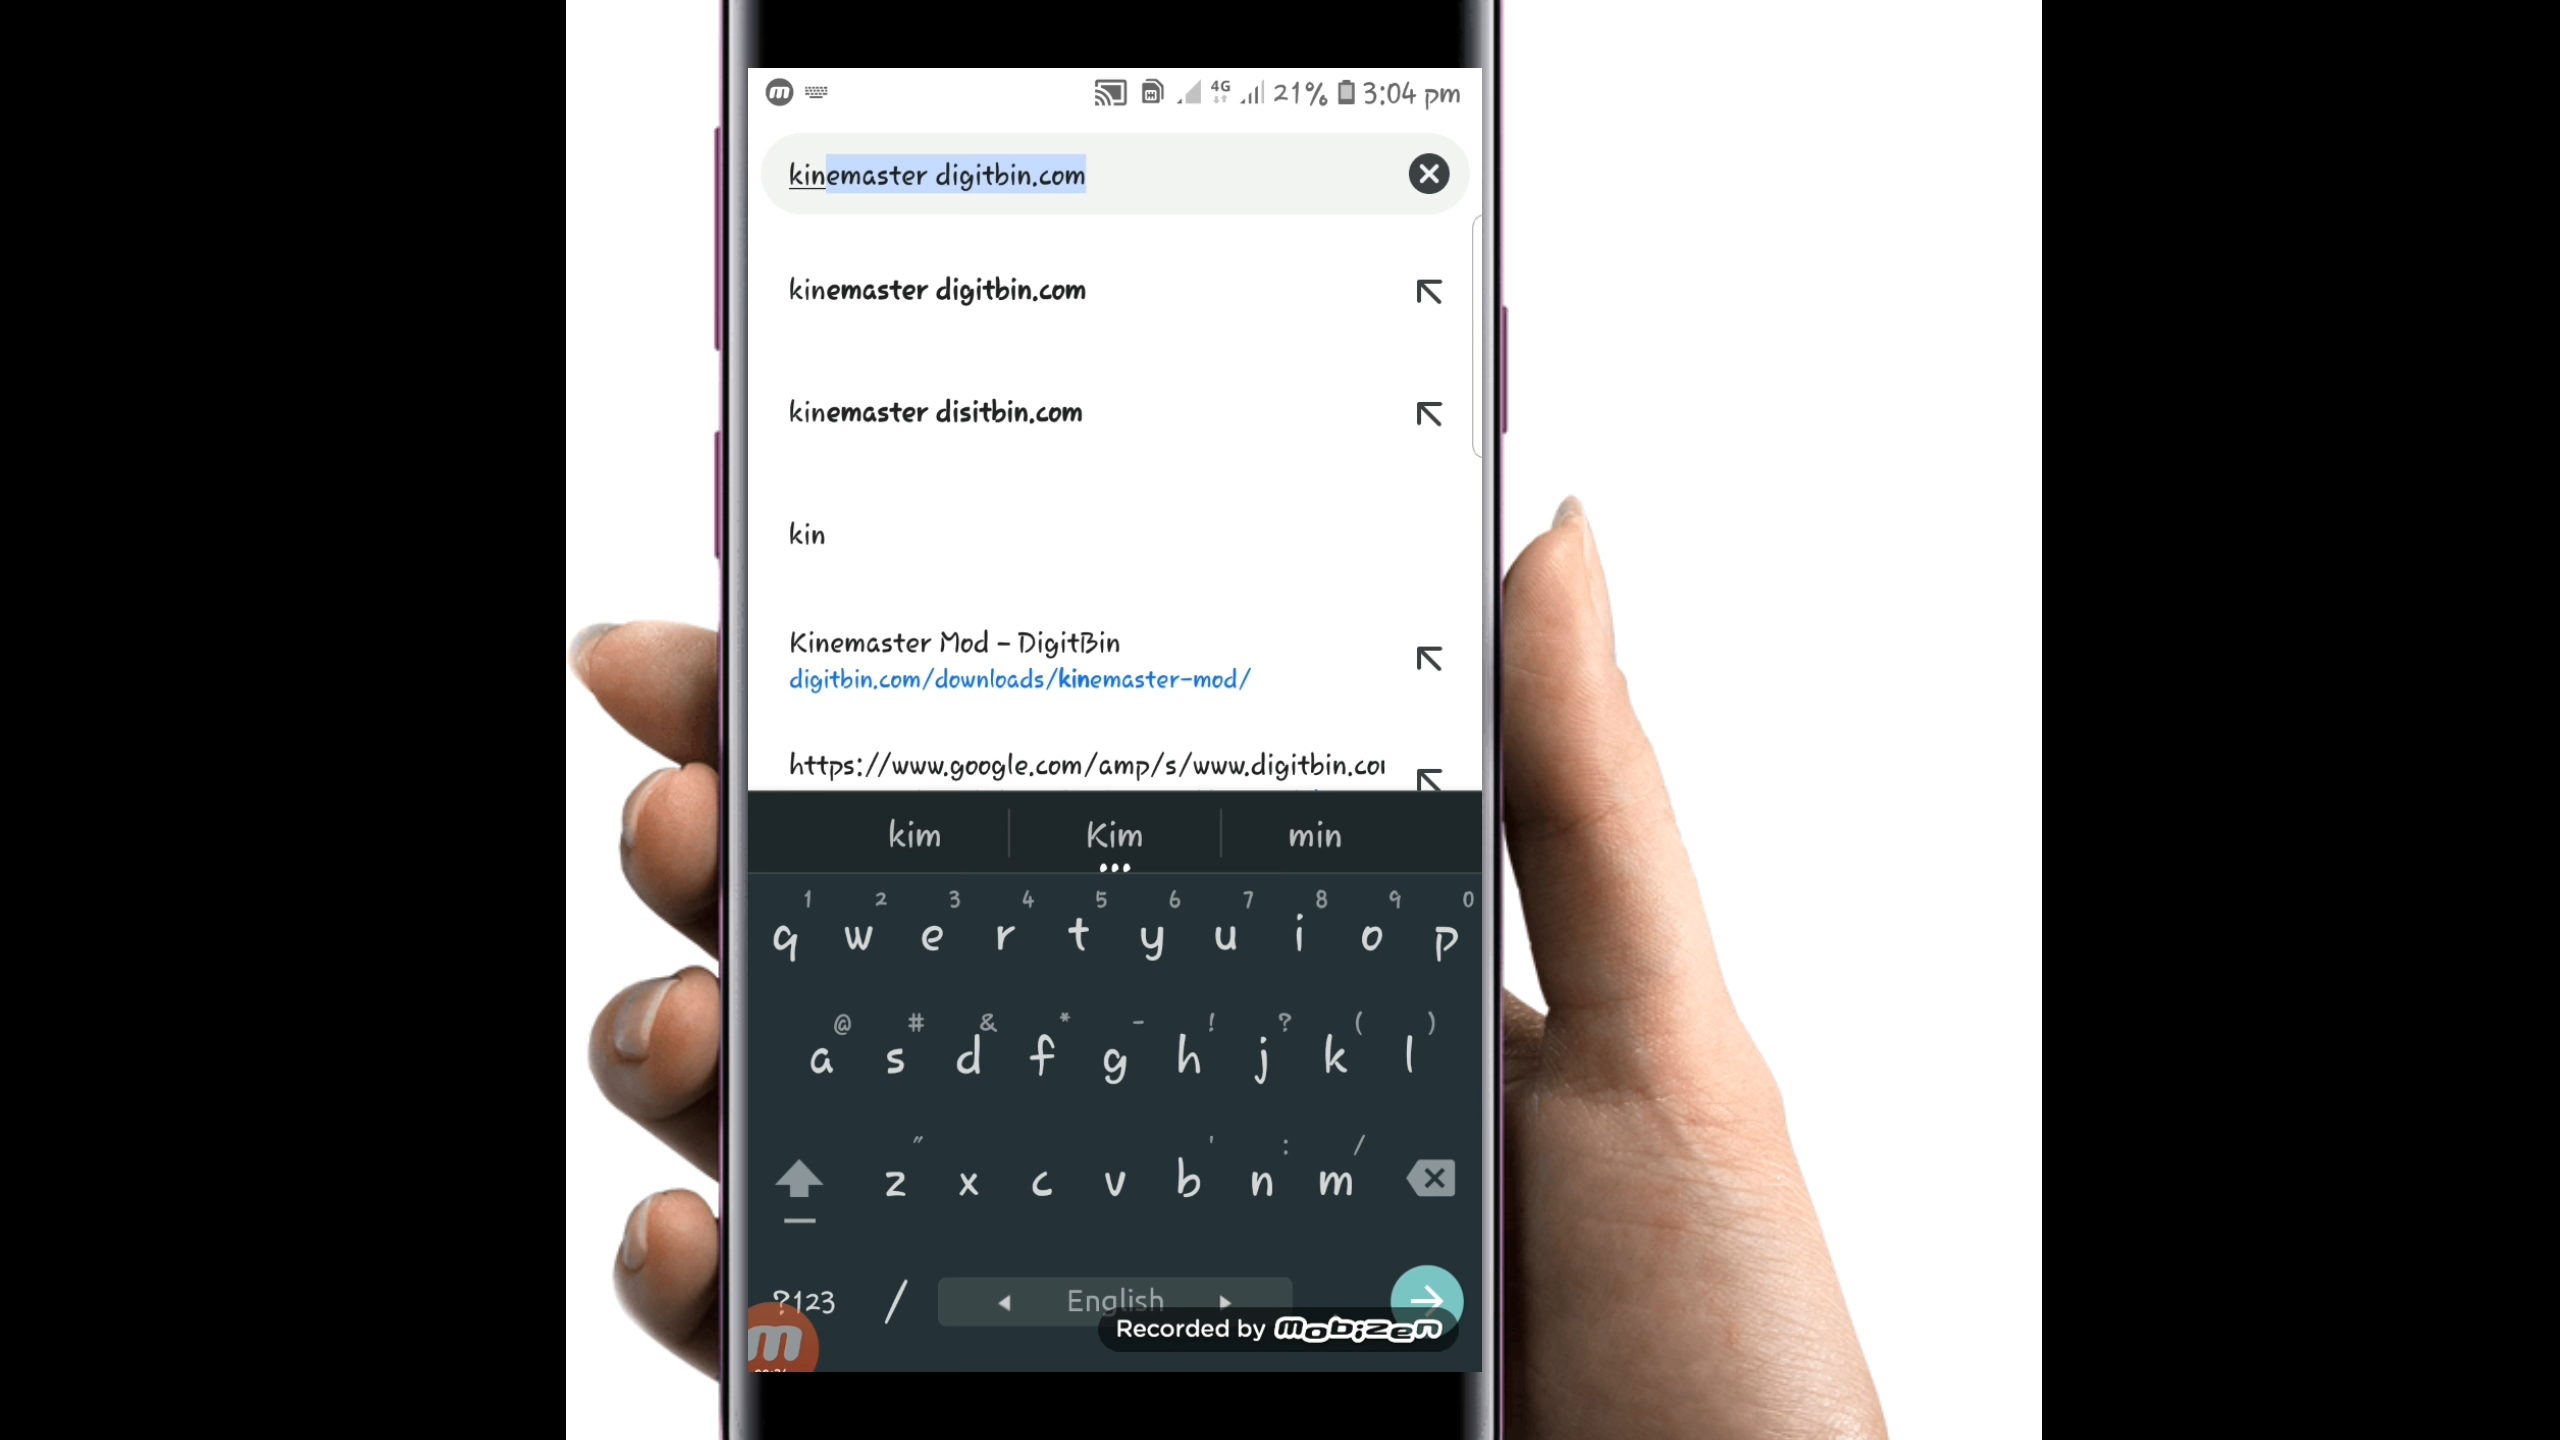 4G 21% 3:04 pm
kinemaster digitbin.com
kinemaster digitbin.com
kinemaster disitbin.com
kin
Kinemaster Mod – DigitBin
digitbin.com/downloads/kinemaster-mod/
https://www.google.com/amp/s/www.digitbin.co
kim Kim min
1 2 3 4 5 6 7 8 9 0
q w e r t y u i o p
@ # & * - ! ? ( )
a s d f g h j k l
" ' : /
z x c v b n m
?123 / English
Recorded by mobizen